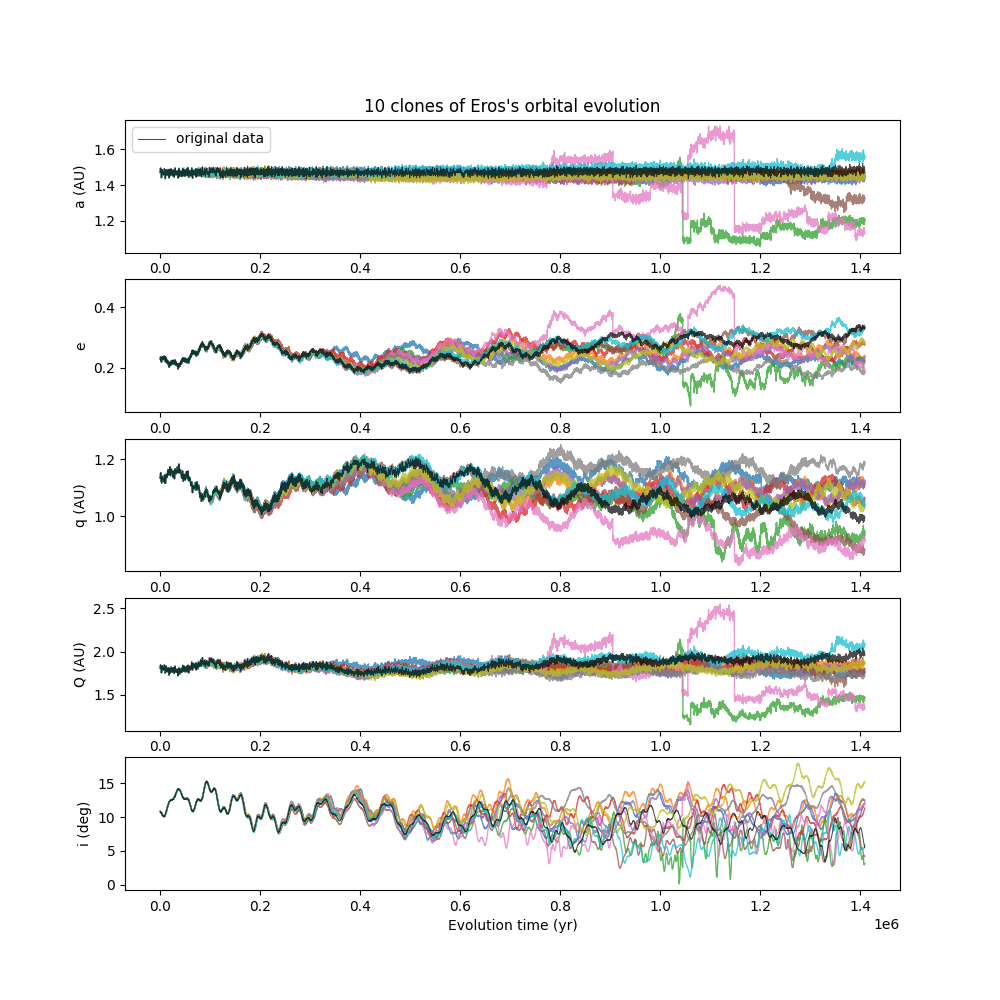 10 clones of Eros's orbital evolution
original data
a (AU)
1.6
1.4
1.2
0.0 0.2 0.4 0.6 0.8 1.0 1.2 1.4
e
0.4
0.2
0.0 0.2 0.4 0.6 0.8 1.0 1.2 1.4
q (AU)
1.2
1.0
0.0 0.2 0.4 0.6 0.8 1.0 1.2 1.4
Q (AU)
2.5
2.0
1.5
0.0 0.2 0.4 0.6 0.8 1.0 1.2 1.4
i (deg)
15
10
5
0
0.0 0.2 0.4 0.6 0.8 1.0 1.2 1.4
Evolution time (yr)
1e6